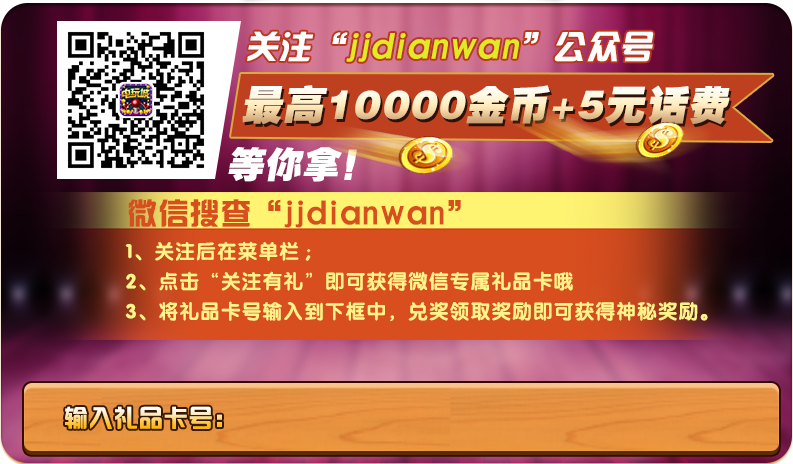 电玩城
关注“jjdianwan”公众号
最高10000金币+5元话费
等你拿!
微信搜查“jjdianwan”
1、关注后在菜单栏；
2、点击“关注有礼”即可获得微信专属礼品卡哦
3、将礼品卡号输入到下框中，兑奖领取奖励即可获得神秘奖励。
输入礼品卡号: